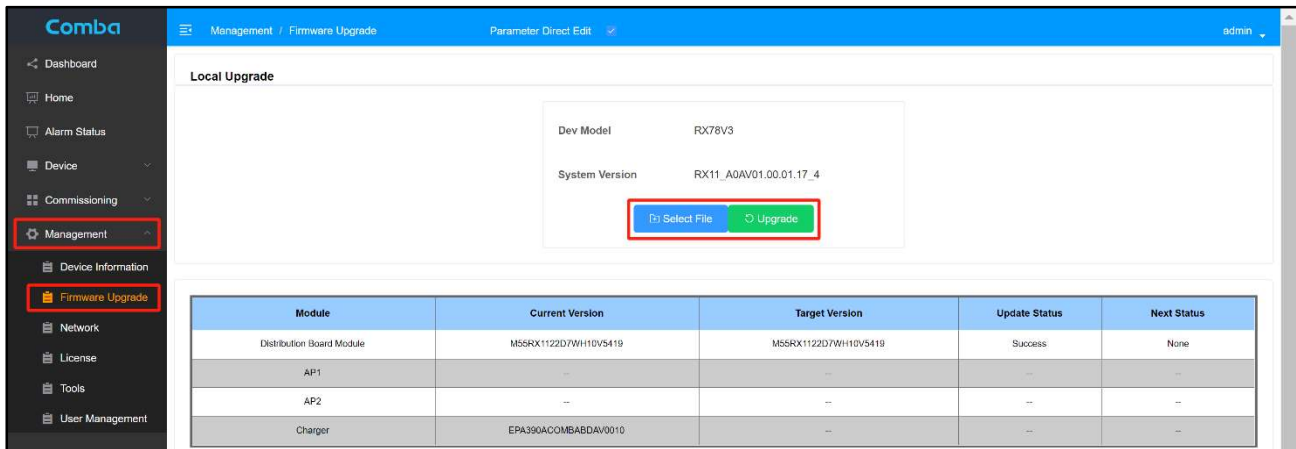 Comba
Management / Firmware Upgrade Parameter Direct Edit admin
Dashboard
Home
Alarm Status
Device
Commissioning
Management
Device Information
Firmware Upgrade
Network
License
Tools
User Management
Local Upgrade
Dev Model RX78V3
System Version RX11_A0AV01.00.01.17_4
Select File Upgrade
Module Current Version Target Version Update Status Next Status
Distribution Board Module M55RX1122D7WH10V5419 M55RX1122D7WH10V5419 Success None
AP1 -- -- -- --
AP2 -- -- -- --
Charger EPA390ACOMBABDAV0010 -- -- --